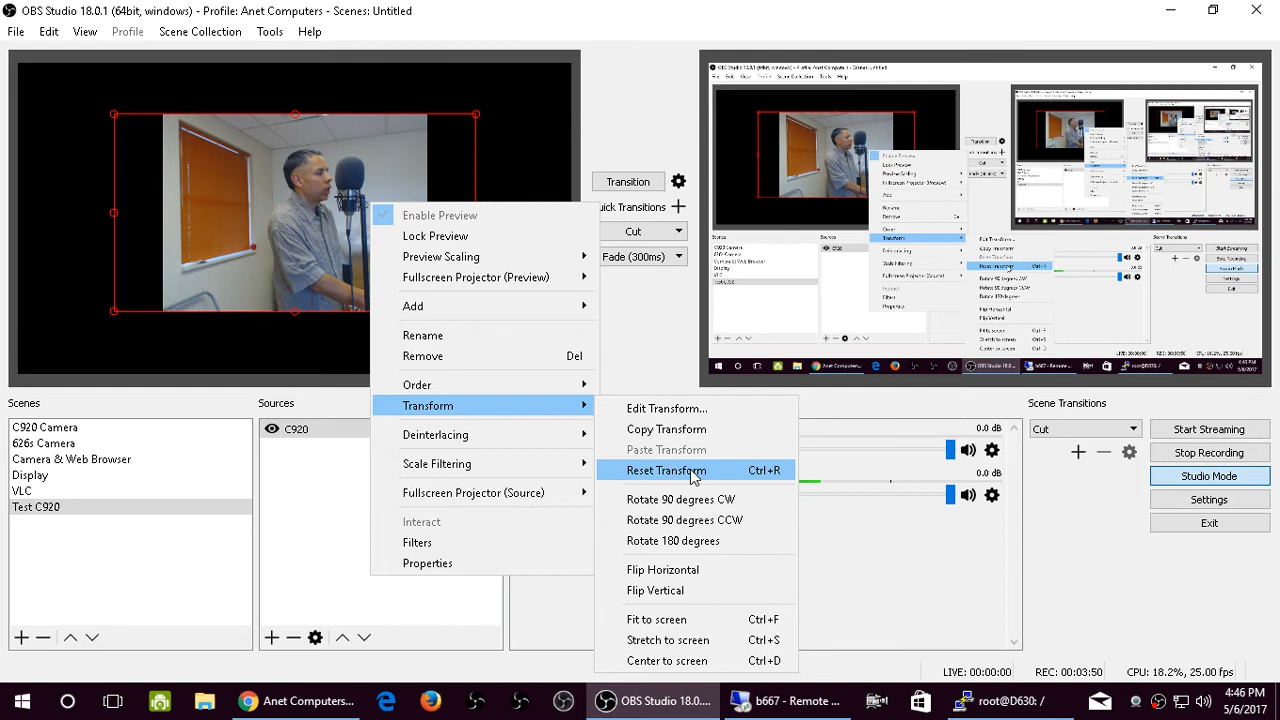 OBS Studio 18.0.1 (64bit, windows) - Profile: Anet Computers - Scenes: Untitled
File Edit View Profile Scene Collection Tools Help
Transition
uick Transitions
Cut
Fade (300ms)
Enable Preview
Lock Preview
Preview Scaling
Fullscreen Projector (Preview)
Add
Rename
Remove Del
Order
Transform
Deinterlacing
Scale Filtering
Fullscreen Projector (Source)
Interact
Filters
Properties
Edit Transform...
Copy Transform
Paste Transform
Reset Transform Ctrl+R
Rotate 90 degrees CW
Rotate 90 degrees CCW
Rotate 180 degrees
Flip Horizontal
Flip Vertical
Fit to screen Ctrl+F
Stretch to screen Ctrl+S
Center to screen Ctrl+D
Scenes
C920 Camera
626s Camera
Camera & Web Browser
Display
VLC
Test C920
Sources
C920
0.0 dB
0.0 dB
Scene Transitions
Cut
Start Streaming
Stop Recording
Studio Mode
Settings
Exit
LIVE: 00:00:00 REC: 00:03:50 CPU: 18.2%, 25.00 fps
Anet Computers...
OBS Studio 18.0....
b667 - Remote ...
root@D630: /
4:46 PM
5/6/2017